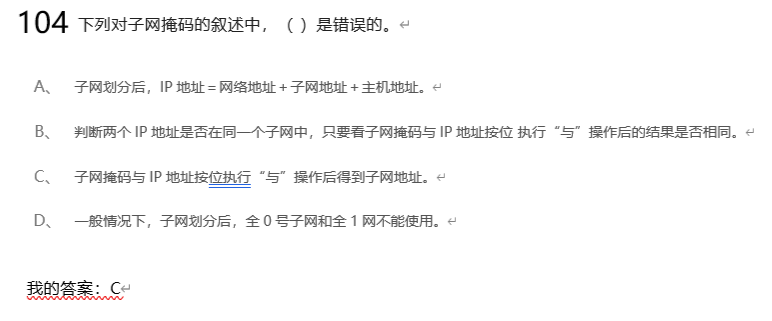 104 下列对子网掩码的叙述中，（ ）是错误的。↵
A、 子网划分后，IP 地址 = 网络地址 + 子网地址 + 主机地址。↵
B、 判断两个 IP 地址是否在同一个子网中，只要看子网掩码与 IP 地址按位 执行“与”操作后的结果是否相同。↵
C、 子网掩码与 IP 地址按位执行“与”操作后得到子网地址。↵
D、 一般情况下，子网划分后，全 0 号子网和全 1 网不能使用。↵
我的答案：C↵